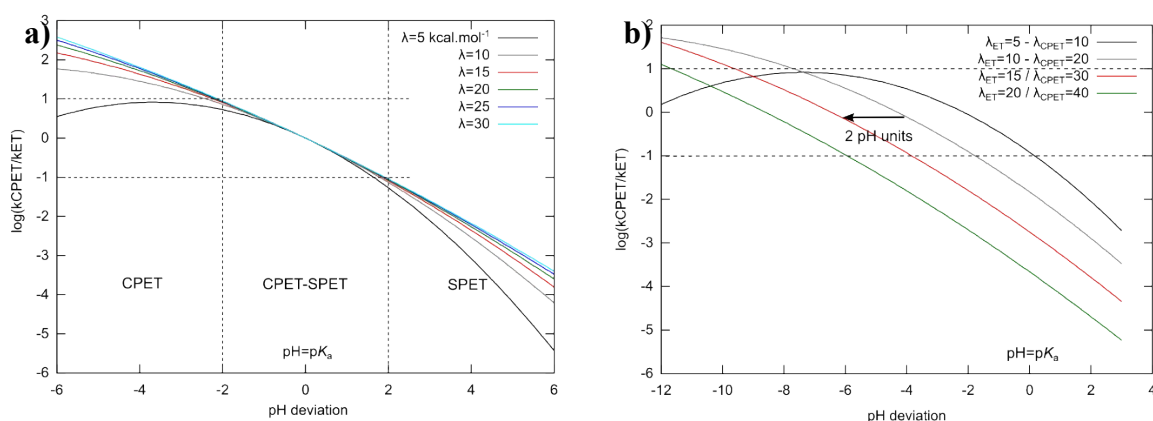 a)
3
2
1
0
-1
-2
-3
-4
-5
-6
log(kCPET/kET)
λ=5 kcal.mol⁻¹
λ=10
λ=15
λ=20
λ=25
λ=30
CPET CPET-SPET SPET
pH=pKₐ
-6 -4 -2 0 2 4 6
pH deviation
b)
2
1
0
-1
-2
-3
-4
-5
-6
log(kCPET/kET)
λET=5 - λCPET=10
λET=10 - λCPET=20
λET=15 / λCPET=30
λET=20 / λCPET=40
2 pH units
pH=pKₐ
-12 -10 -8 -6 -4 -2 0 2 4
pH deviation